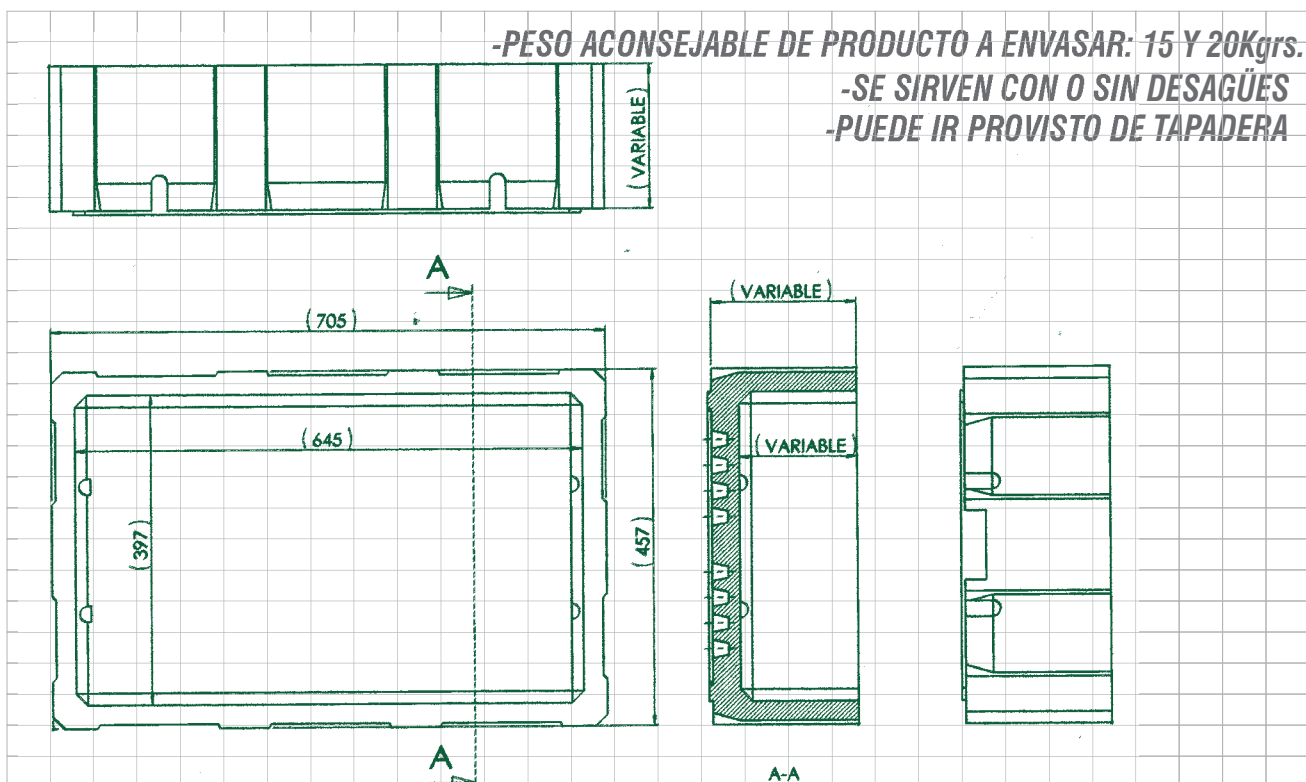 -PESO ACONSEJABLE DE PRODUCTO A ENVASAR: 15 Y 20Kgrs.
-SE SIRVEN CON O SIN DESAGÜES
-PUEDE IR PROVISTO DE TAPADERA
(VARIABLE)
A
(VARIABLE)
(705)
(645)
(VARIABLE)
(397)
(457)
A
A-A